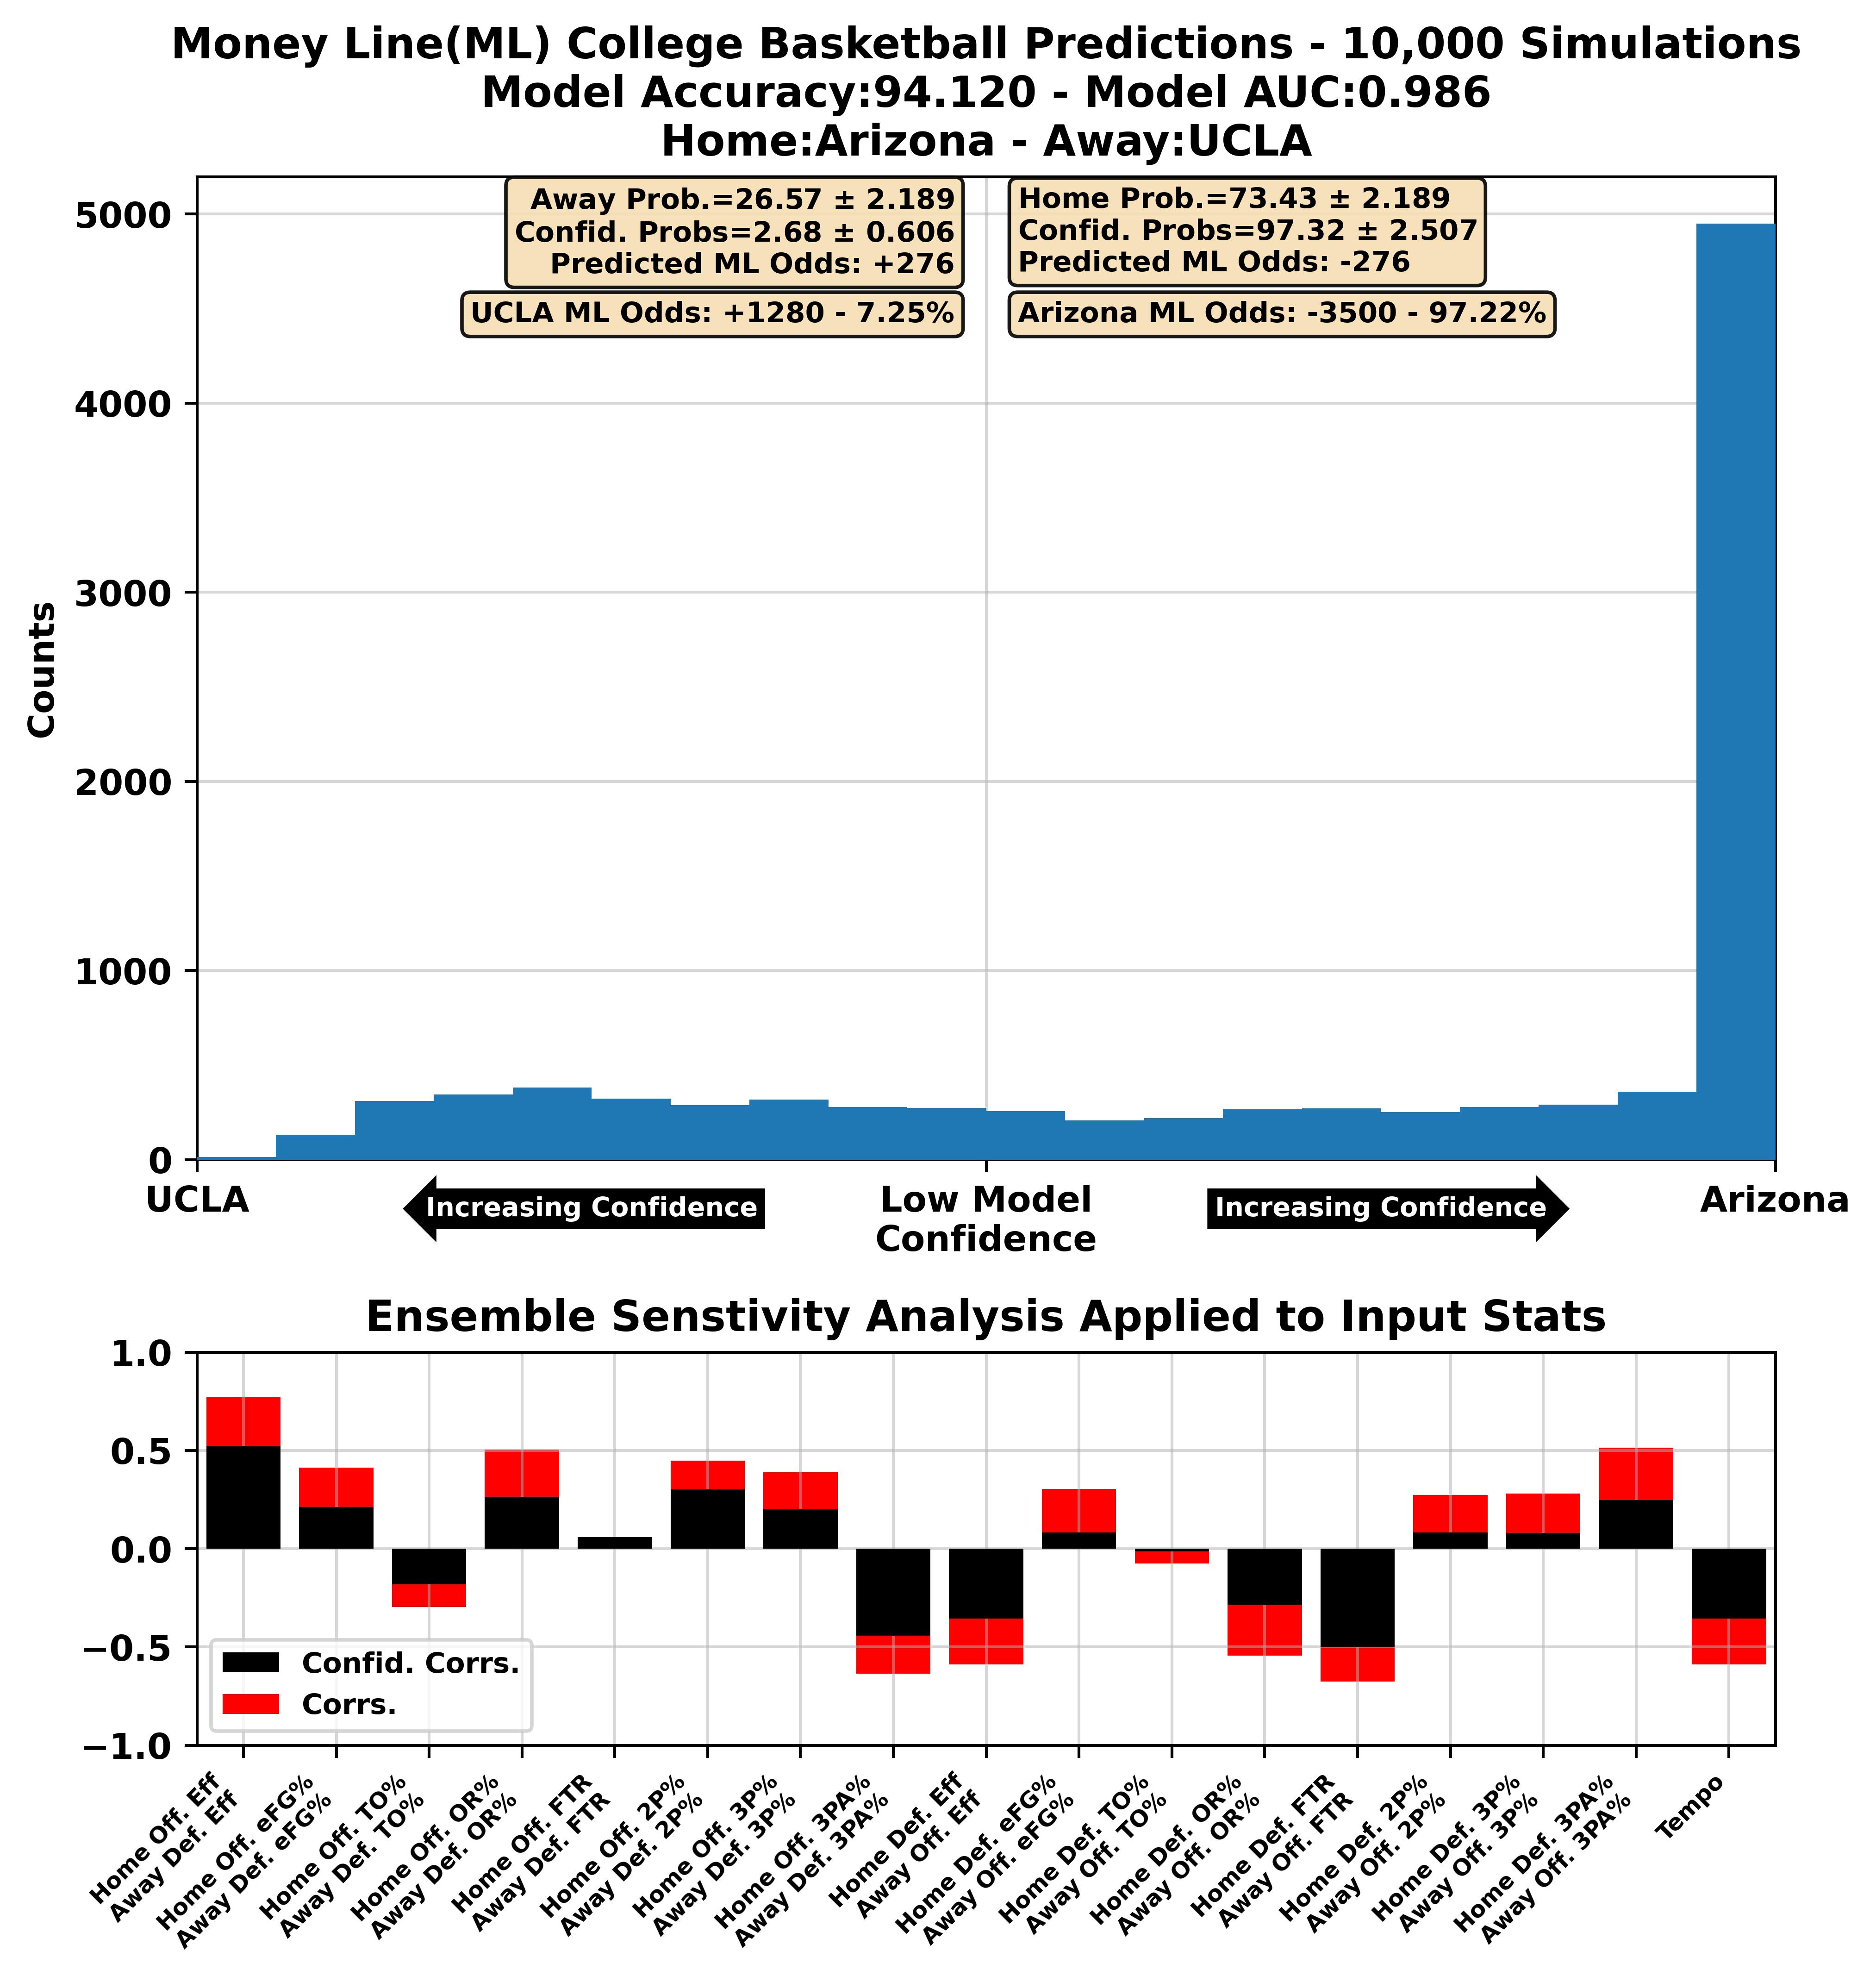 Money Line(ML) College Basketball Predictions - 10,000 Simulations
Model Accuracy:94.120 - Model AUC:0.986
Home:Arizona - Away:UCLA
Away Prob.=26.57 ± 2.189
Confid. Probs=2.68 ± 0.606
Predicted ML Odds: +276
UCLA ML Odds: +1280 - 7.25%
Home Prob.=73.43 ± 2.189
Confid. Probs=97.32 ± 2.507
Predicted ML Odds: -276
Arizona ML Odds: -3500 - 97.22%
Counts
5000
4000
3000
2000
1000
0
UCLA
Increasing Confidence
Low Model
Confidence
Increasing Confidence
Arizona
Ensemble Senstivity Analysis Applied to Input Stats
1.0
0.5
0.0
−0.5
−1.0
Confid. Corrs.
Corrs.
Home Off. Eff
Away Def. Eff
Home Off. eFG%
Away Def. eFG%
Home Off. TO%
Away Def. TO%
Home Off. OR%
Away Def. OR%
Home Off. FTR
Away Def. FTR
Home Off. 2P%
Away Def. 2P%
Home Off. 3P%
Away Def. 3P%
Home Off. 3PA%
Away Def. 3PA%
Home Def. Eff
Away Off. Eff
Home Def. eFG%
Away Off. eFG%
Home Def. TO%
Away Off. TO%
Home Def. OR%
Away Off. OR%
Home Def. FTR
Away Off. FTR
Home Def. 2P%
Away Off. 2P%
Home Def. 3P%
Away Off. 3P%
Home Def. 3PA%
Away Off. 3PA%
Tempo